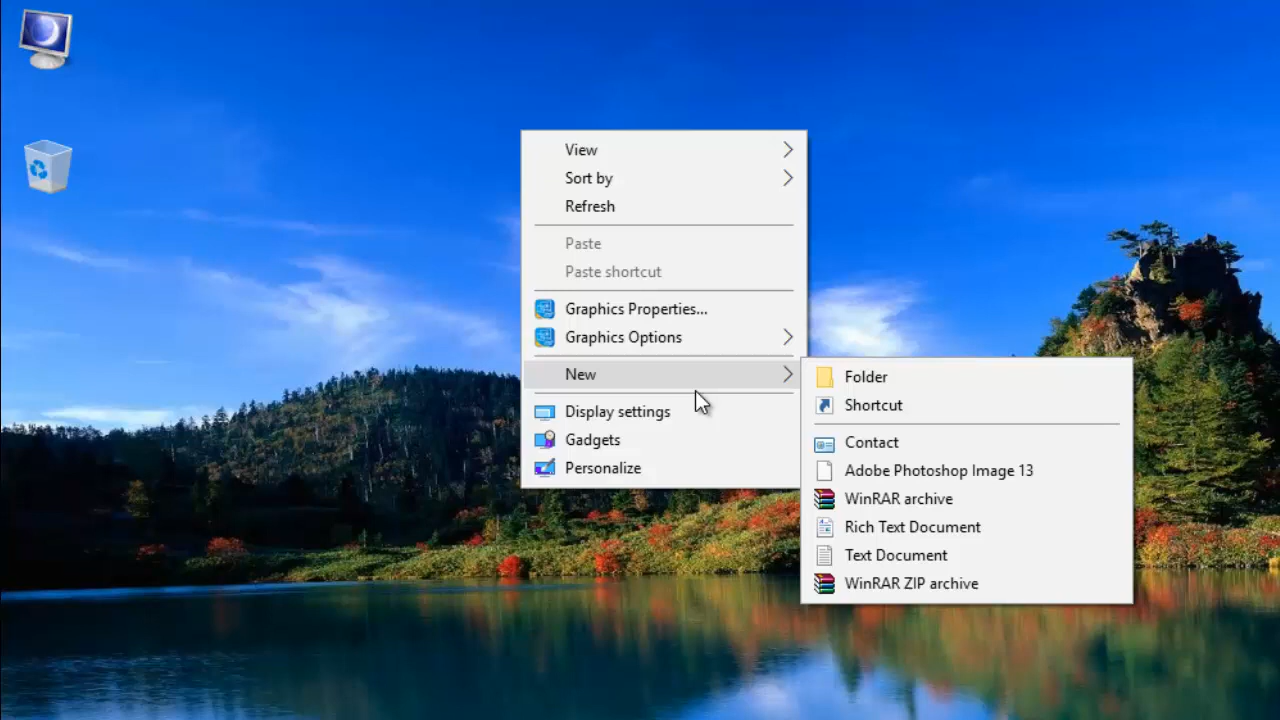 View
Sort by
Refresh
Paste
Paste shortcut
Graphics Properties...
Graphics Options
New
Display settings
Gadgets
Personalize
Folder
Shortcut
Contact
Adobe Photoshop Image 13
WinRAR archive
Rich Text Document
Text Document
WinRAR ZIP archive